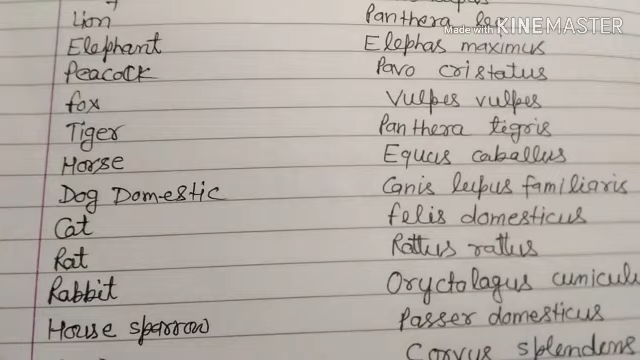 Lion Panthera leo
Made with KINEMASTER
Elephant Elephas maximus
Peacock Pavo cristatus
fox Vulpes vulpes
Tiger Panthera tigris
Horse Equus caballus
Dog Domestic Canis lupus familiaris
Cat felis domesticus
Rat Rattus rattus
Rabbit Oryctolagus cunicul
House sparrow Passer domesticus
Corvus splendens